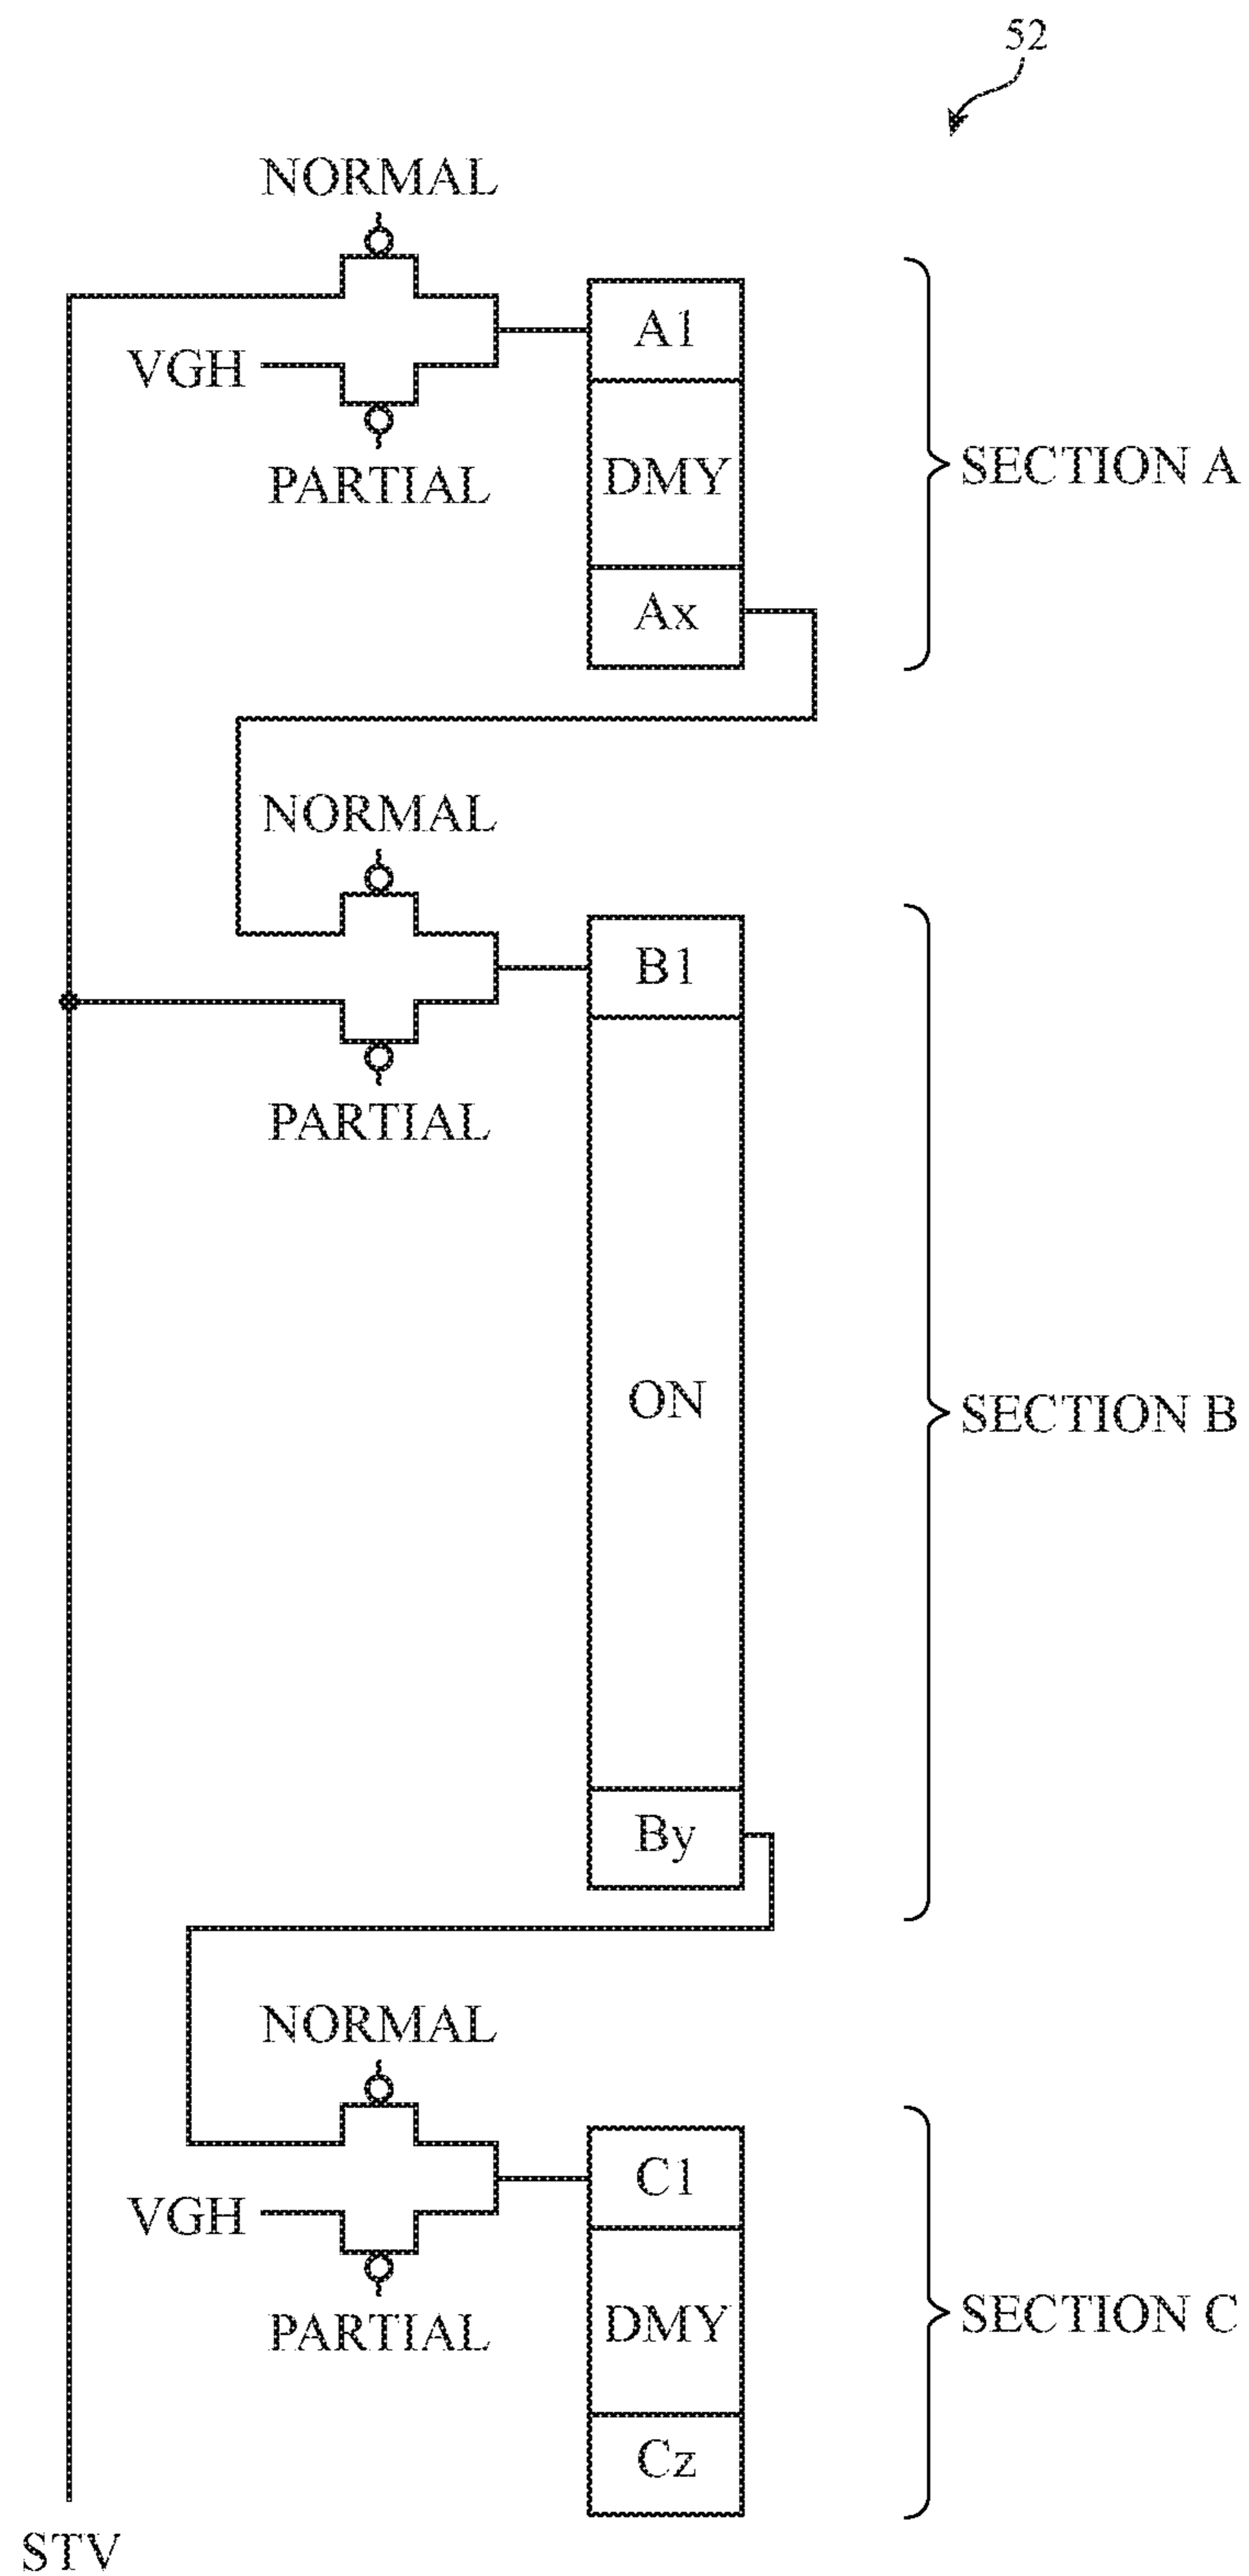 52
NORMAL
A1
VGH
DMY
SECTION A
PARTIAL
Ax
NORMAL
B1
PARTIAL
ON
SECTION B
By
NORMAL
C1
VGH
DMY
SECTION C
PARTIAL
Cz
STV